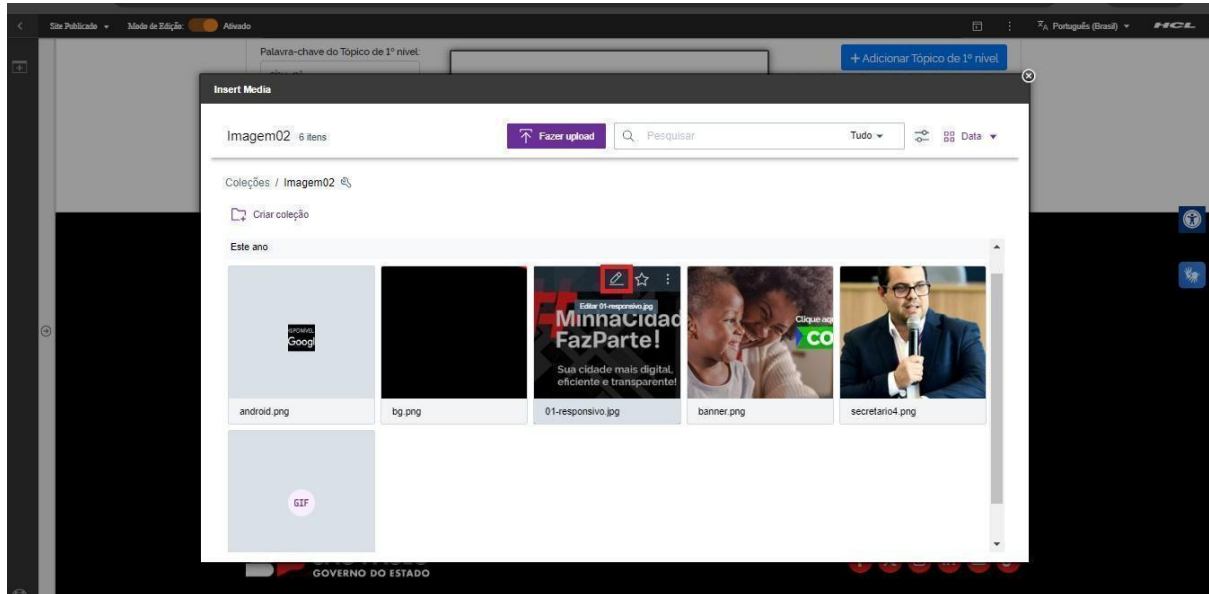 Site Publicado
Modo de Edição:
Ativado
Português (Brasil)
HCL
Palavra-chave do Tópico de 1º nível:
+ Adicionar Tópico de 1º nível
Insert Media
Imagem02 6 itens
Fazer upload
Pesquisar
Tudo
Data
Coleções / Imagem02
Criar coleção
Este ano
Googl
Editar 01-responsivo.jpg
FazParte!
Sua cidade mais digital,
eficiente e transparente!
Clique aqu
CO
android.png
bg.png
01-responsivo.jpg
banner.png
secretario4.png
GIF
GOVERNO DO ESTADO